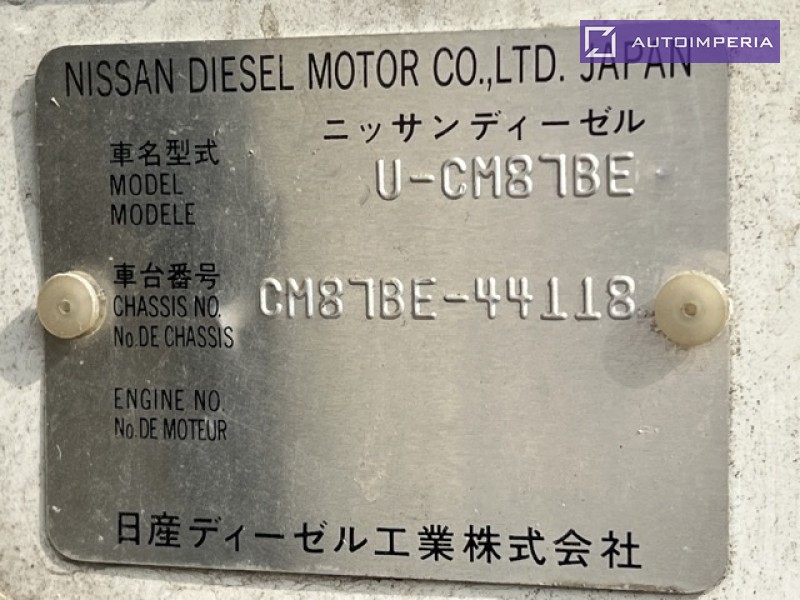 AUTOIMPERIA
NISSAN DIESEL MOTOR CO.,LTD. JAPAN
ニッサンディーゼル
車名型式
MODEL U-CM87BE
MODELE
車台番号
CHASSIS NO. CM87BE-44118
No.DE CHASSIS
ENGINE NO.
No.DE MOTEUR
日産ディーゼル工業株式会社